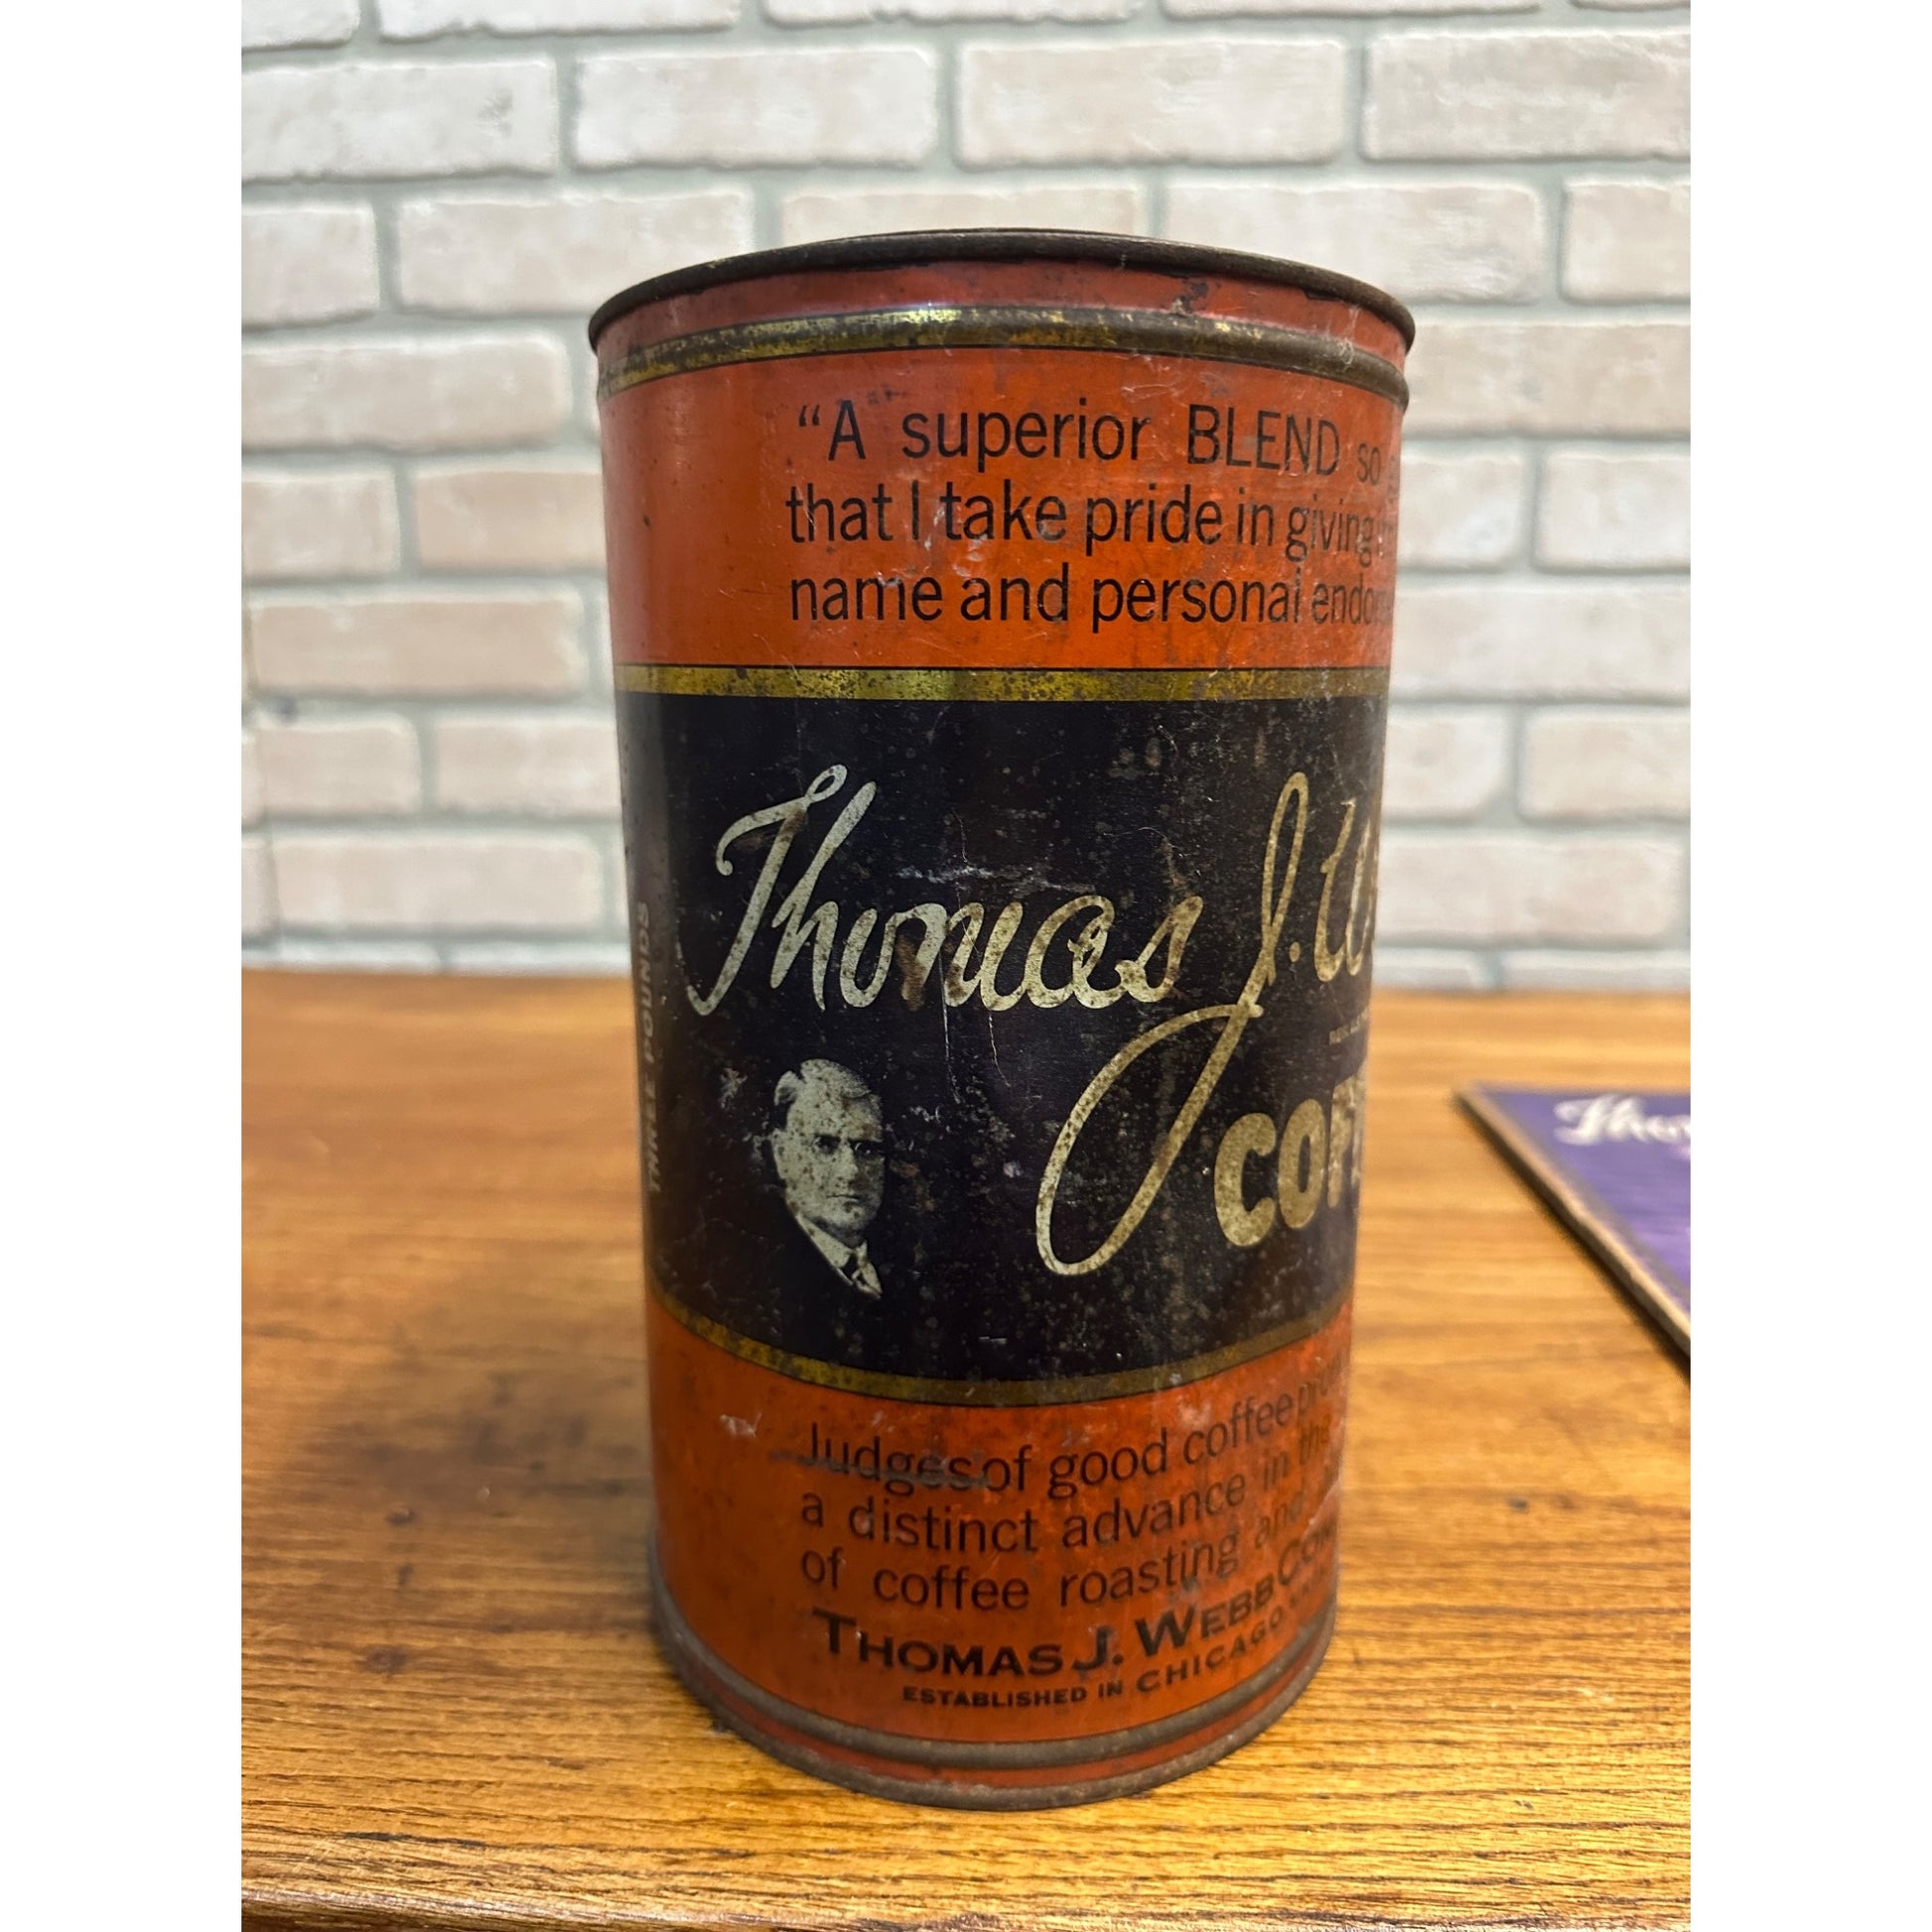 “A superior BLEND so
that I take pride in giving
name and personal
Thomas J.
COFF
THREE POUNDS
Judges of good coffee
a distinct advance in the
of coffee roasting and
THOMAS J. WEBB
ESTABLISHED IN CHICAGO
Thom